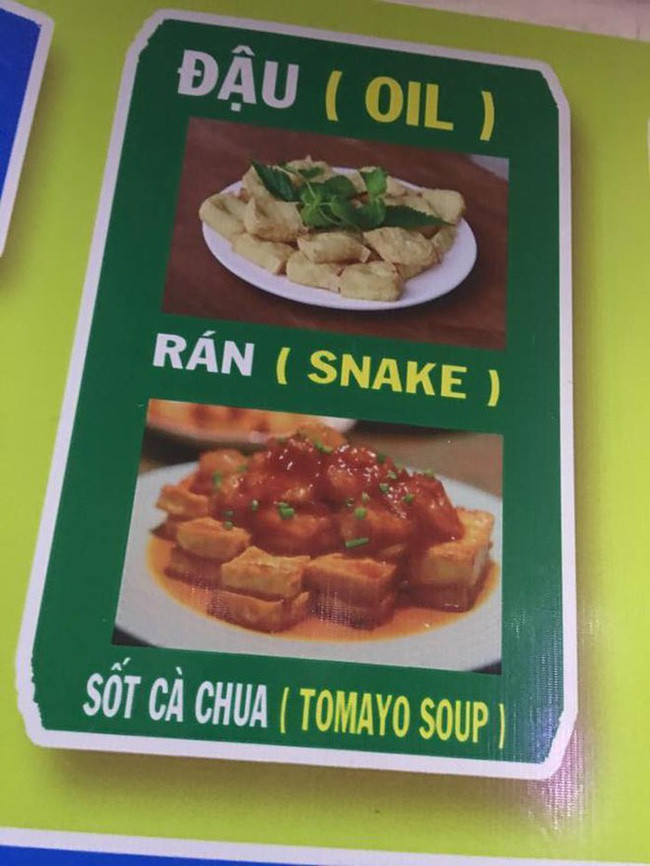 ĐẬU ( OIL )
RÁN ( SNAKE )
SỐT CÀ CHUA ( TOMAYO SOUP )